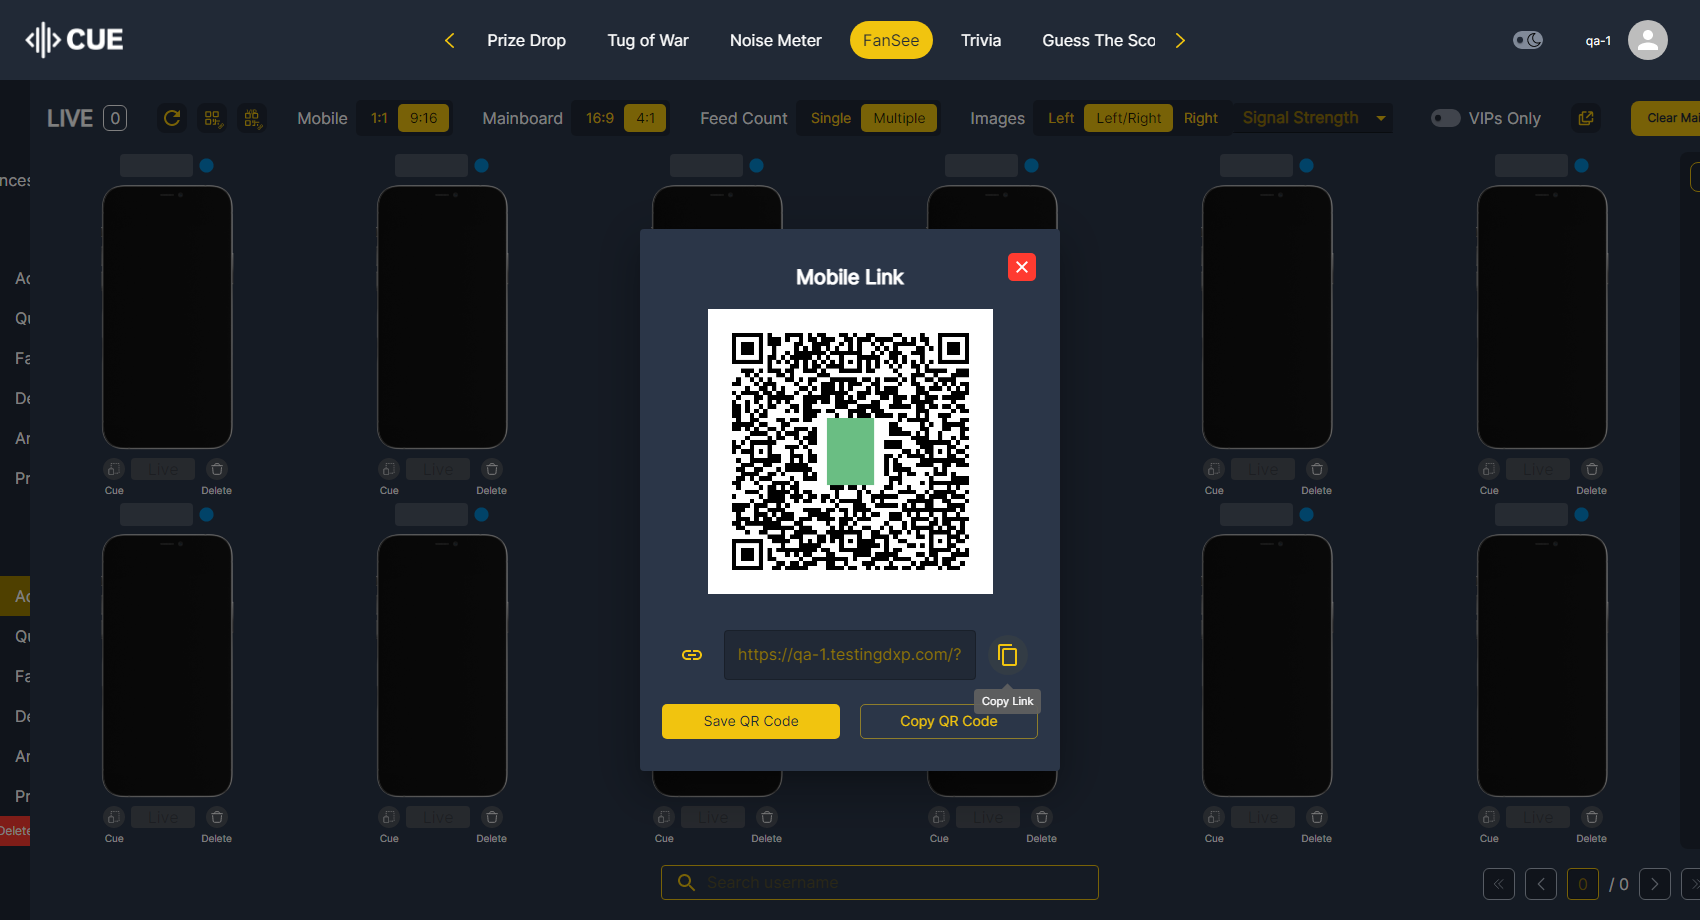 CUE
Prize Drop
Tug of War
Noise Meter
FanSee
Trivia
Guess The Sco
qa-1
LIVE 0
Mobile 1:1 9:16
Mainboard 16:9 4:1
Feed Count Single Multiple
Images Left Left/Right Right
Signal Strength
VIPs Only
Clear Mai
nces
Ac
Qu
Fa
De
Ar
Pr
Mobile Link
https://qa-1.testingdxp.com/?
Copy Link
Save QR Code
Copy QR Code
Live
Cue Delete
Live
Cue Delete
Live
Cue Delete
Live
Cue Delete
Ac
Qu
Fa
De
Ar
Pr
Delete
Live
Cue Delete
Live
Cue Delete
Live
Cue Delete
Live
Cue Delete
Live
Cue Delete
Live
Cue Delete
Search username
0 / 0